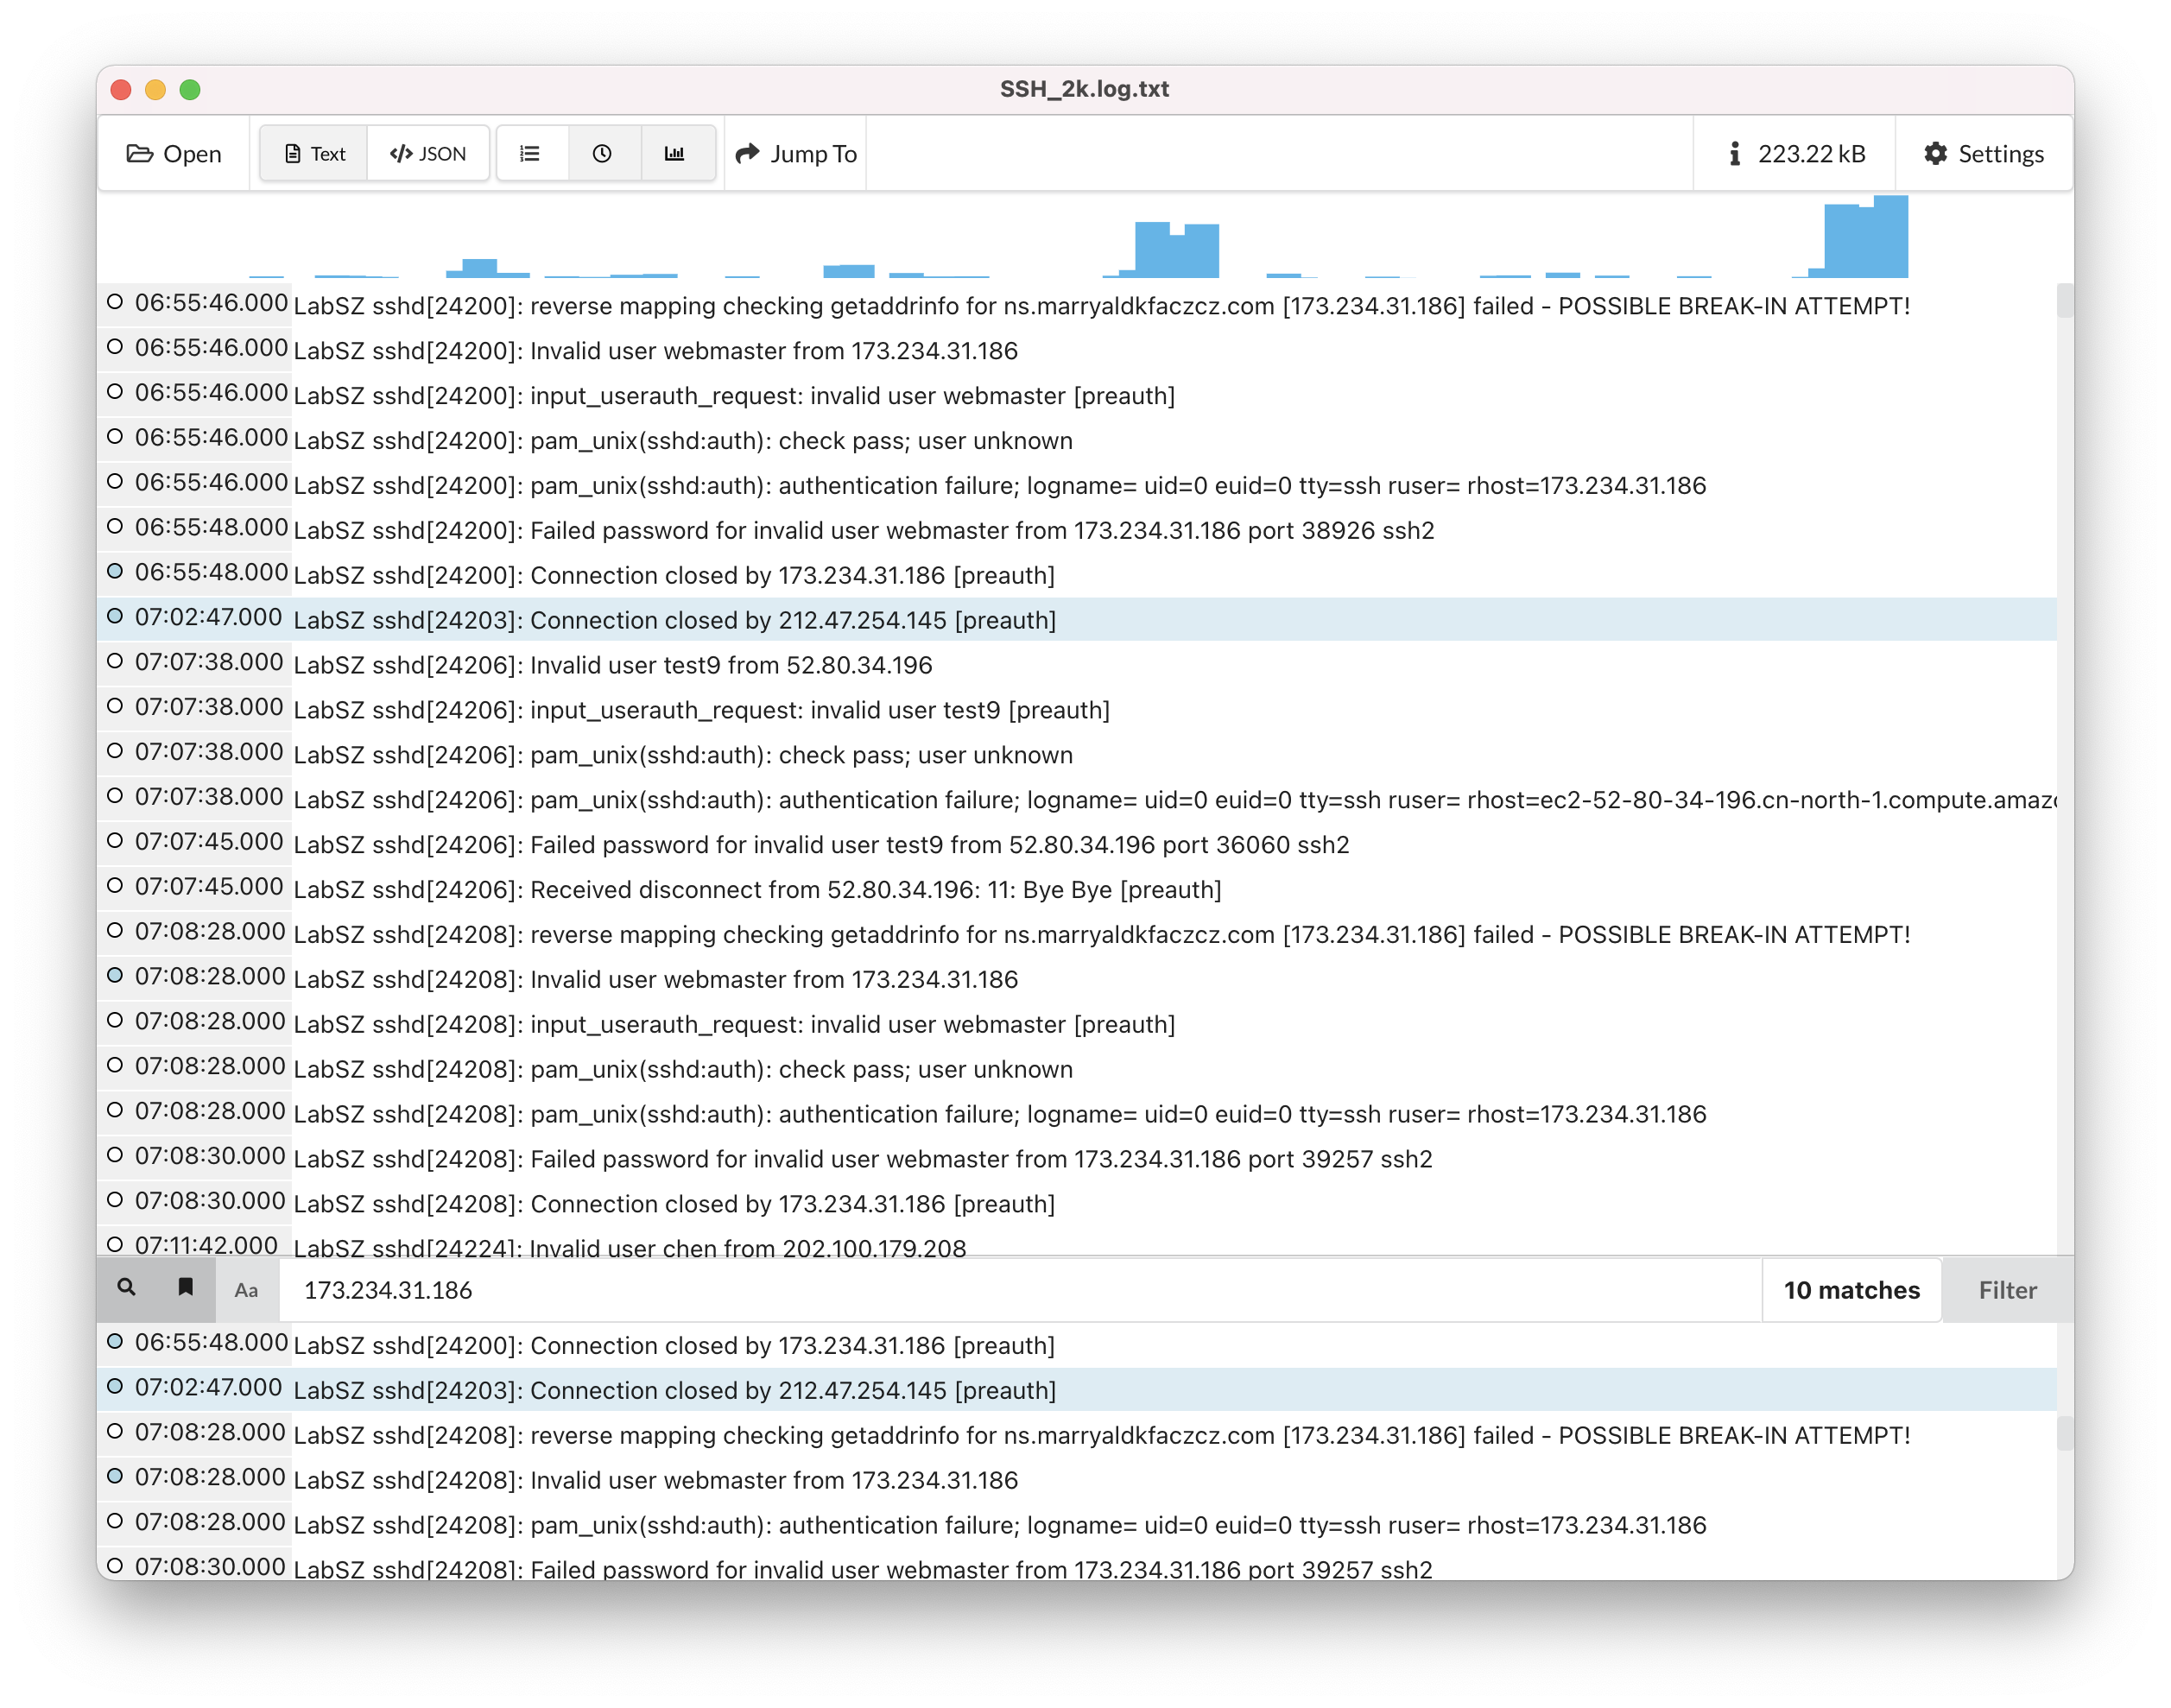 SSH_2k.log.txt
Open Text JSON Jump To 223.22 kB Settings
06:55:46.000 LabSZ sshd[24200]: reverse mapping checking getaddrinfo for ns.marryaldkfaczcz.com [173.234.31.186] failed - POSSIBLE BREAK-IN ATTEMPT!
06:55:46.000 LabSZ sshd[24200]: Invalid user webmaster from 173.234.31.186
06:55:46.000 LabSZ sshd[24200]: input_userauth_request: invalid user webmaster [preauth]
06:55:46.000 LabSZ sshd[24200]: pam_unix(sshd:auth): check pass; user unknown
06:55:46.000 LabSZ sshd[24200]: pam_unix(sshd:auth): authentication failure; logname= uid=0 euid=0 tty=ssh ruser= rhost=173.234.31.186
06:55:48.000 LabSZ sshd[24200]: Failed password for invalid user webmaster from 173.234.31.186 port 38926 ssh2
06:55:48.000 LabSZ sshd[24200]: Connection closed by 173.234.31.186 [preauth]
07:02:47.000 LabSZ sshd[24203]: Connection closed by 212.47.254.145 [preauth]
07:07:38.000 LabSZ sshd[24206]: Invalid user test9 from 52.80.34.196
07:07:38.000 LabSZ sshd[24206]: input_userauth_request: invalid user test9 [preauth]
07:07:38.000 LabSZ sshd[24206]: pam_unix(sshd:auth): check pass; user unknown
07:07:38.000 LabSZ sshd[24206]: pam_unix(sshd:auth): authentication failure; logname= uid=0 euid=0 tty=ssh ruser= rhost=ec2-52-80-34-196.cn-north-1.compute.amaz
07:07:45.000 LabSZ sshd[24206]: Failed password for invalid user test9 from 52.80.34.196 port 36060 ssh2
07:07:45.000 LabSZ sshd[24206]: Received disconnect from 52.80.34.196: 11: Bye Bye [preauth]
07:08:28.000 LabSZ sshd[24208]: reverse mapping checking getaddrinfo for ns.marryaldkfaczcz.com [173.234.31.186] failed - POSSIBLE BREAK-IN ATTEMPT!
07:08:28.000 LabSZ sshd[24208]: Invalid user webmaster from 173.234.31.186
07:08:28.000 LabSZ sshd[24208]: input_userauth_request: invalid user webmaster [preauth]
07:08:28.000 LabSZ sshd[24208]: pam_unix(sshd:auth): check pass; user unknown
07:08:28.000 LabSZ sshd[24208]: pam_unix(sshd:auth): authentication failure; logname= uid=0 euid=0 tty=ssh ruser= rhost=173.234.31.186
07:08:30.000 LabSZ sshd[24208]: Failed password for invalid user webmaster from 173.234.31.186 port 39257 ssh2
07:08:30.000 LabSZ sshd[24208]: Connection closed by 173.234.31.186 [preauth]
07:11:42.000 LabSZ sshd[24224]: Invalid user chen from 202.100.179.208
Aa 173.234.31.186 10 matches Filter
06:55:48.000 LabSZ sshd[24200]: Connection closed by 173.234.31.186 [preauth]
07:02:47.000 LabSZ sshd[24203]: Connection closed by 212.47.254.145 [preauth]
07:08:28.000 LabSZ sshd[24208]: reverse mapping checking getaddrinfo for ns.marryaldkfaczcz.com [173.234.31.186] failed - POSSIBLE BREAK-IN ATTEMPT!
07:08:28.000 LabSZ sshd[24208]: Invalid user webmaster from 173.234.31.186
07:08:28.000 LabSZ sshd[24208]: pam_unix(sshd:auth): authentication failure; logname= uid=0 euid=0 tty=ssh ruser= rhost=173.234.31.186
07:08:30.000 LabSZ sshd[24208]: Failed password for invalid user webmaster from 173.234.31.186 port 39257 ssh2